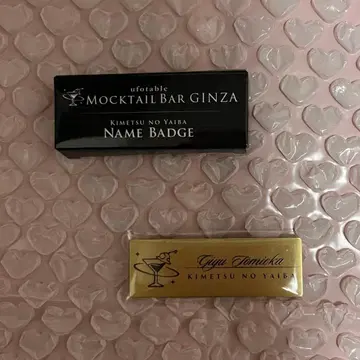 ufotable
MOCKTAIL BAR GINZA
KIMETSU NO YAIBA
NAME BADGE
Giyu Tomioka
KIMETSU NO YAIBA